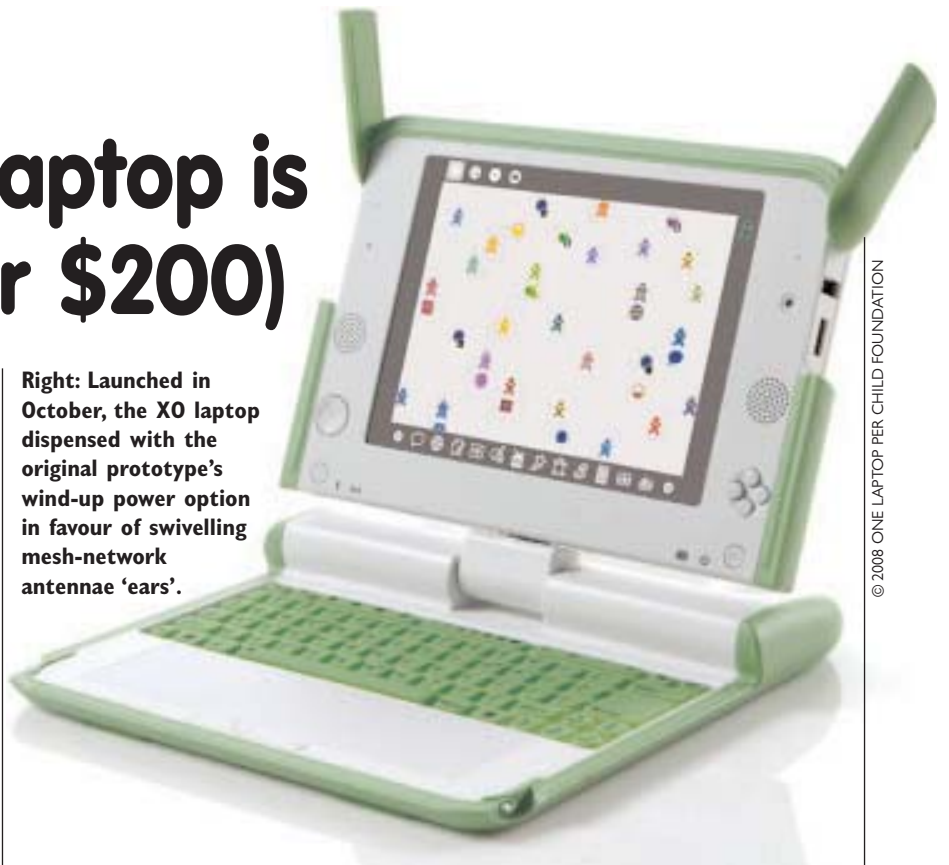 aptop is
r $200)
Right: Launched in
October, the XO laptop
dispensed with the
original prototype's
wind-up power option
in favour of swivelling
mesh-network
antennae ‘ears’.
© 2008 ONE LAPTOP PER CHILD FOUNDATION